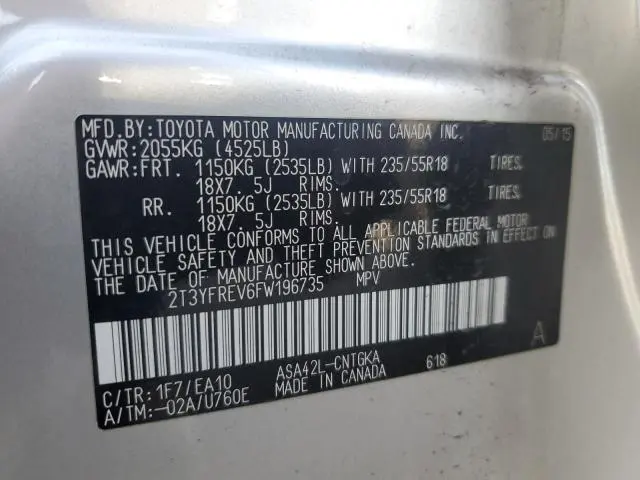 MFD.BY:TOYOTA MOTOR MANUFACTURING CANADA INC. 05/15
GVWR:2055KG (4525LB)
GAWR:FRT. 1150KG (2535LB) WITH 235/55R18 TIRES,
18X7. 5J RIMS.
RR. 1150KG (2535LB) WITH 235/55R18 TIRES,
18X7. 5J RIMS.
THIS VEHICLE CONFORMS TO ALL APPLICABLE FEDERAL MOTOR
VEHICLE SAFETY AND THEFT PREVENTION STANDARDS IN EFFECT ON
THE DATE OF MANUFACTURE SHOWN ABOVE.
2T3YFREV6FW196735 MPV
A
C/TR:1F7/EA10 ASA42L-CNTGKA 618
A/TM:-02A/U760E MADE IN CANADA